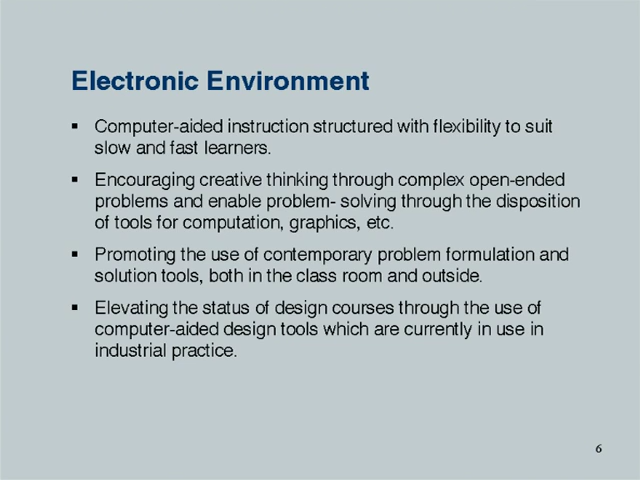 Electronic Environment
▪ Computer-aided instruction structured with flexibility to suit
slow and fast learners.
▪ Encouraging creative thinking through complex open-ended
problems and enable problem- solving through the disposition
of tools for computation, graphics, etc.
▪ Promoting the use of contemporary problem formulation and
solution tools, both in the class room and outside.
▪ Elevating the status of design courses through the use of
computer-aided design tools which are currently in use in
industrial practice.
6